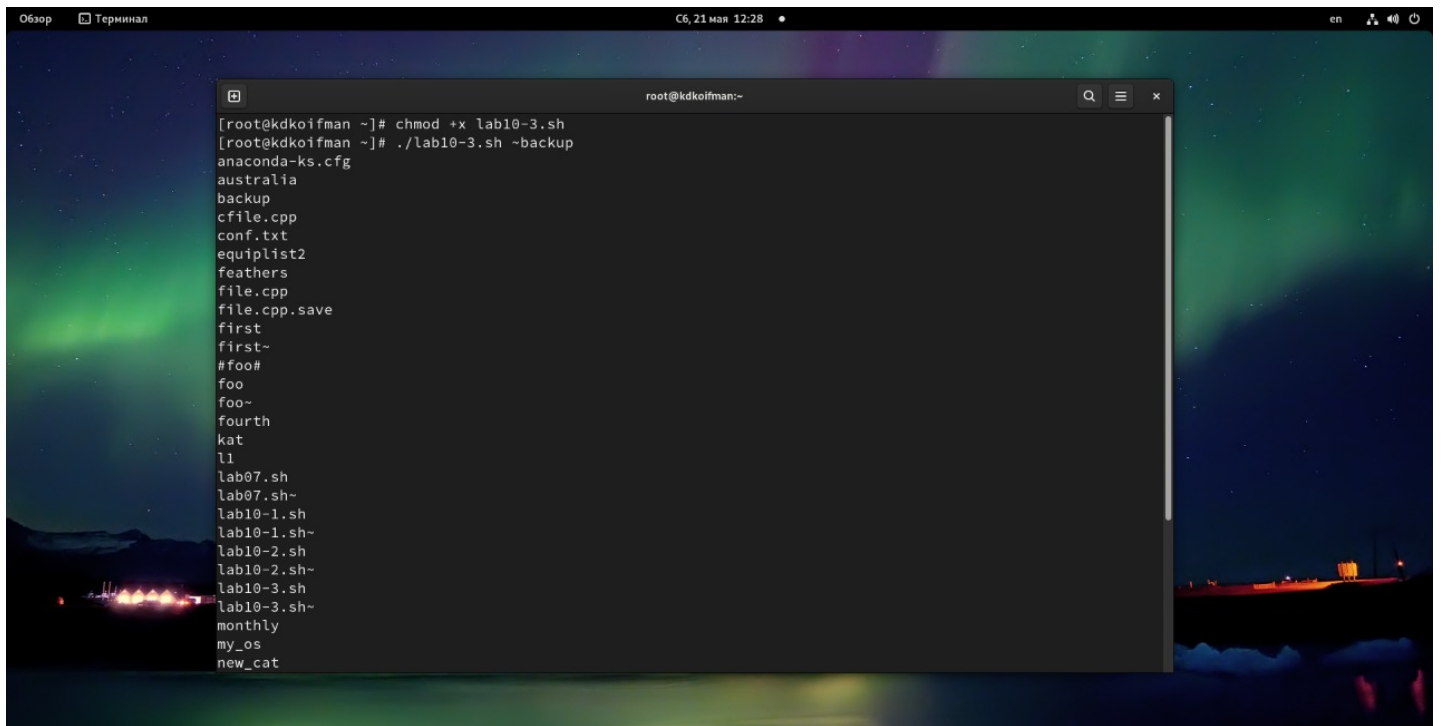 Обзор Терминал Сб, 21 мая 12:28 en
root@kdkoifman:~
[root@kdkoifman ~]# chmod +x lab10-3.sh
[root@kdkoifman ~]# ./lab10-3.sh ~backup
anaconda-ks.cfg
australia
backup
cfile.cpp
conf.txt
equiplist2
feathers
file.cpp
file.cpp.save
first
first~
#foo#
foo
foo~
fourth
kat
ll
lab07.sh
lab07.sh~
lab10-1.sh
lab10-1.sh~
lab10-2.sh
lab10-2.sh~
lab10-3.sh
lab10-3.sh~
monthly
my_os
new_cat